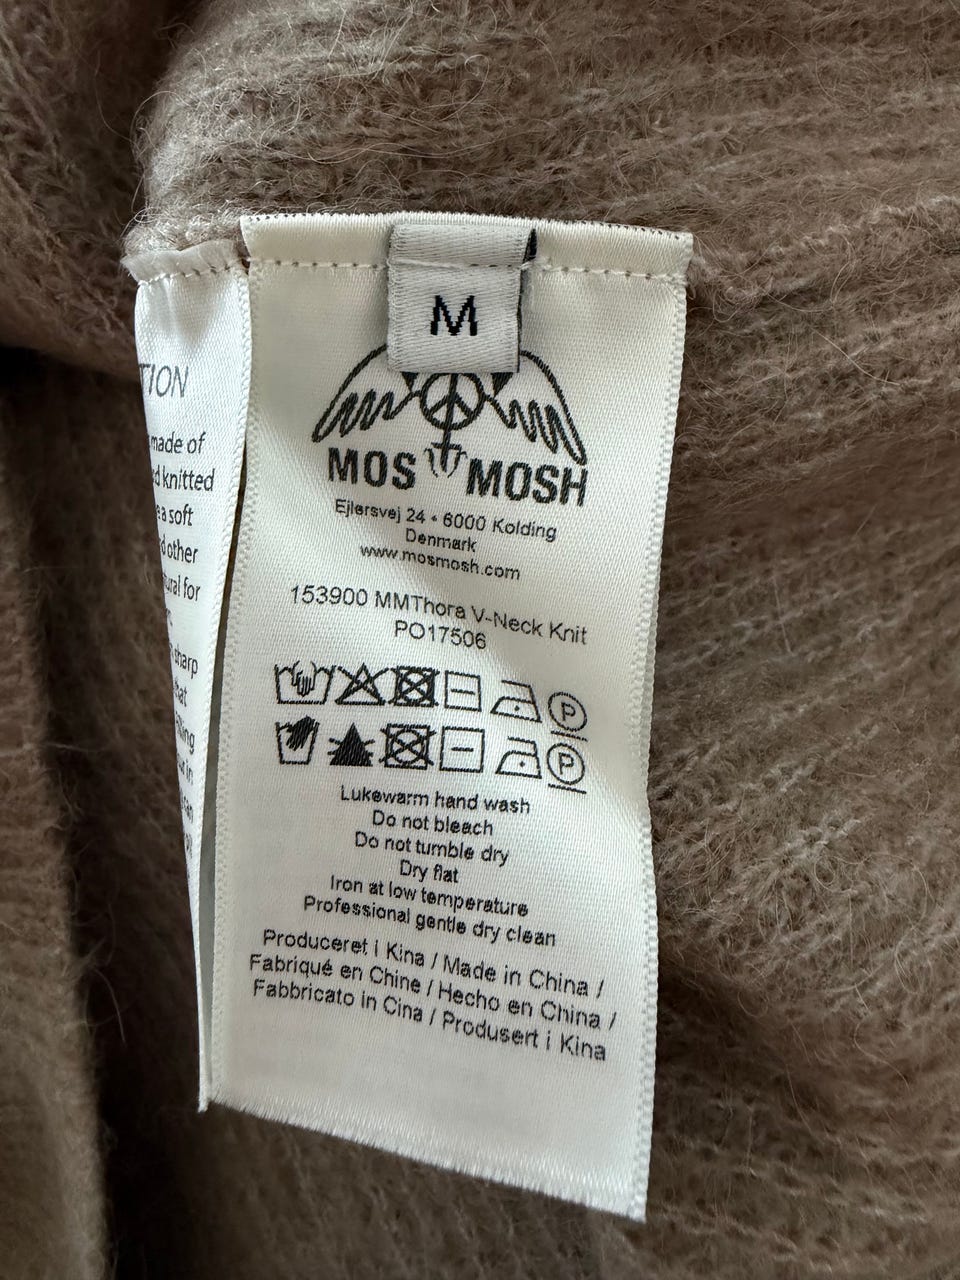 M
MOS MOSH
Ejlersvej 24 • 6000 Kolding
Denmark
www.mosmosh.com
153900 MMThora V-Neck Knit
PO17506
P
P
Lukewarm hand wash
Do not bleach
Do not tumble dry
Dry flat
Iron at low temperature
Professional gentle dry clean
Produceret i Kina / Made in China /
Fabriqué en Chine / Hecho en China /
Fabbricato in Cina / Produsert i Kina
made of
knitted
a soft
other
for
sharp